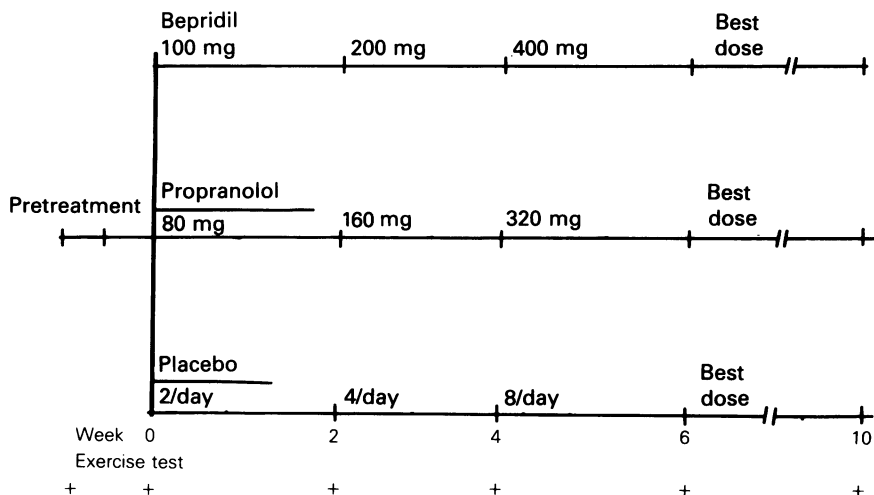 Bepridil
100 mg 200 mg 400 mg Best dose
Pretreatment
Propranolol
80 mg 160 mg 320 mg Best dose
Placebo
2/day 4/day 8/day Best dose
Week 0 2 4 6 10
Exercise test
+ + + + + +